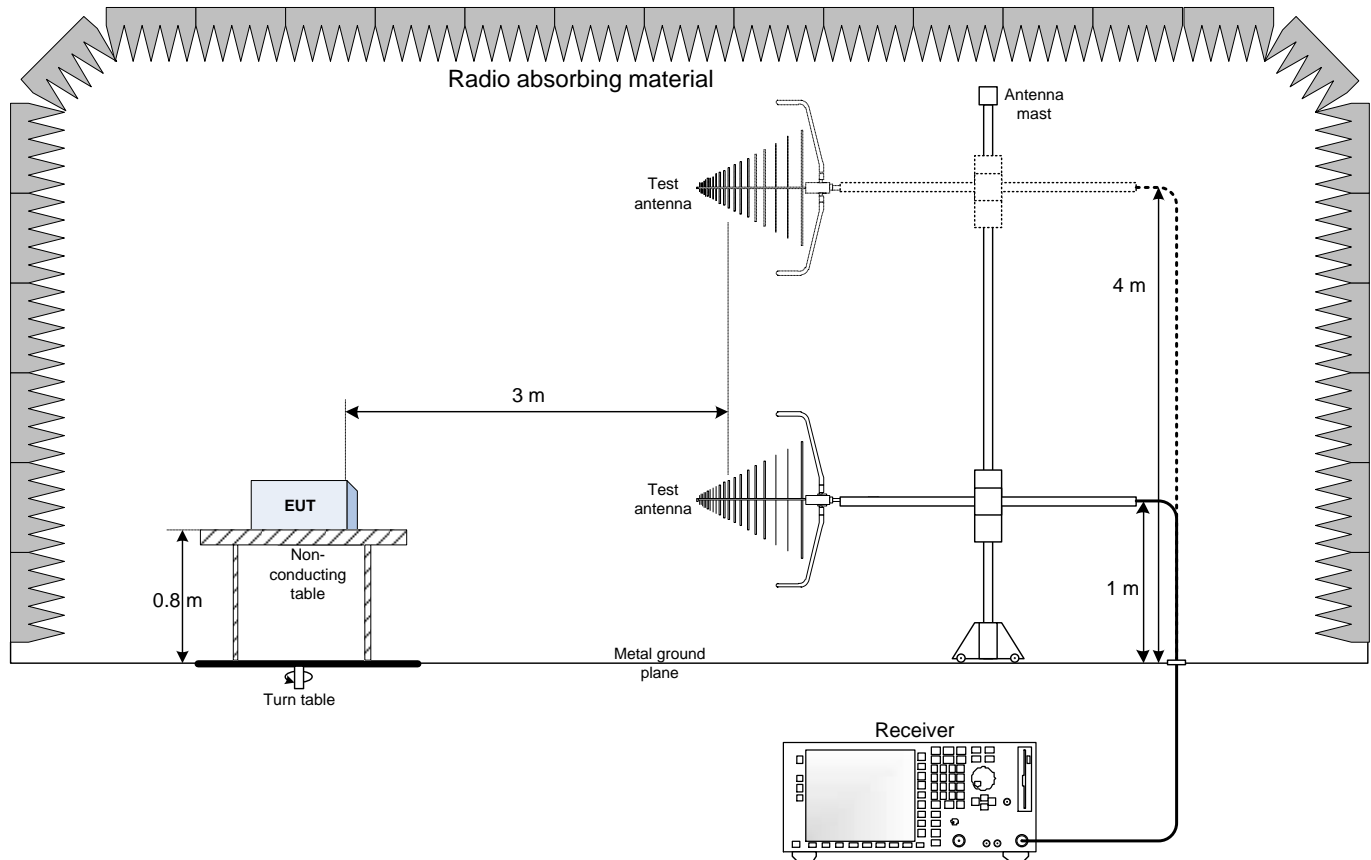 Radio absorbing material
Antenna
mast
Test
antenna
4 m
3 m
EUT
Test
antenna
Non-
conducting
table
0.8 m
1 m
Metal ground
plane
Turn table
Receiver